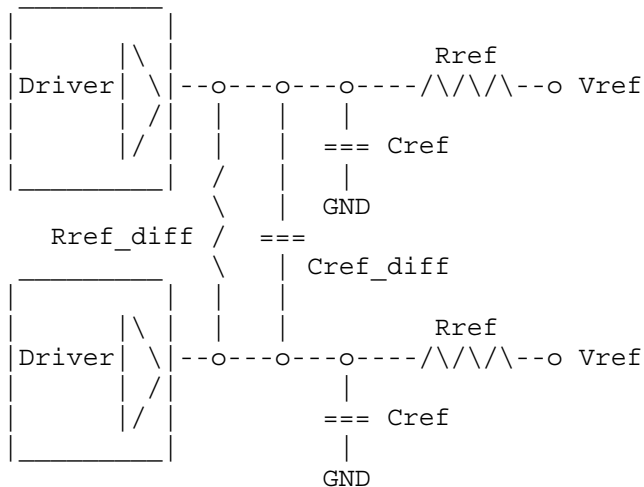 Rref
Driver
Vref
Cref
GND
Rref_diff
Cref_diff
Rref
Driver
Vref
Cref
GND